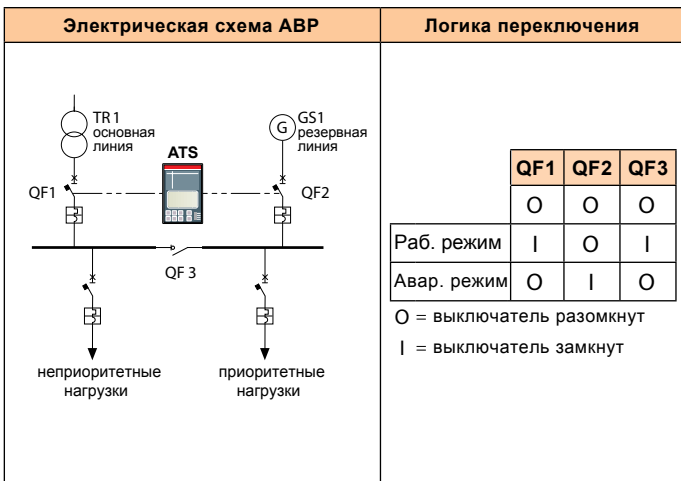 Электрическая схема АВР
Логика переключения
TR1
основная
линия
ATS
G
GS1
резервная
линия
QF1
QF2
QF 3
неприоритетные
нагрузки
приоритетные
нагрузки
QF1 QF2 QF3
O O O
Раб. режим I O I
Авар. режим O I O
O = выключатель разомкнут
I = выключатель замкнут